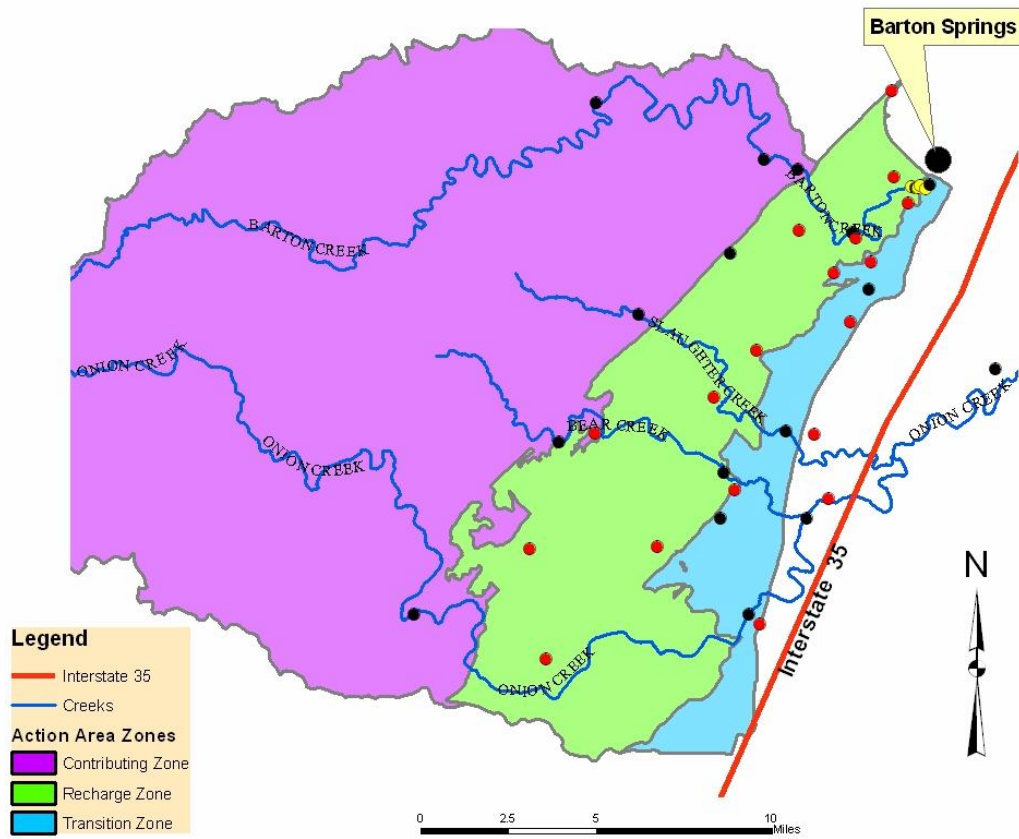 Barton Springs
BARTON CREEK
BARTON CREEK
ONION CREEK
SLAUGHTER CREEK
ONION CREEK
ONION CREEK
BEAR CREEK
ONION CREEK
Interstate 35
N
Legend
Interstate 35
Creeks
Action Area Zones
Contributing Zone
Recharge Zone
Transition Zone
0 2.5 5 10
Miles